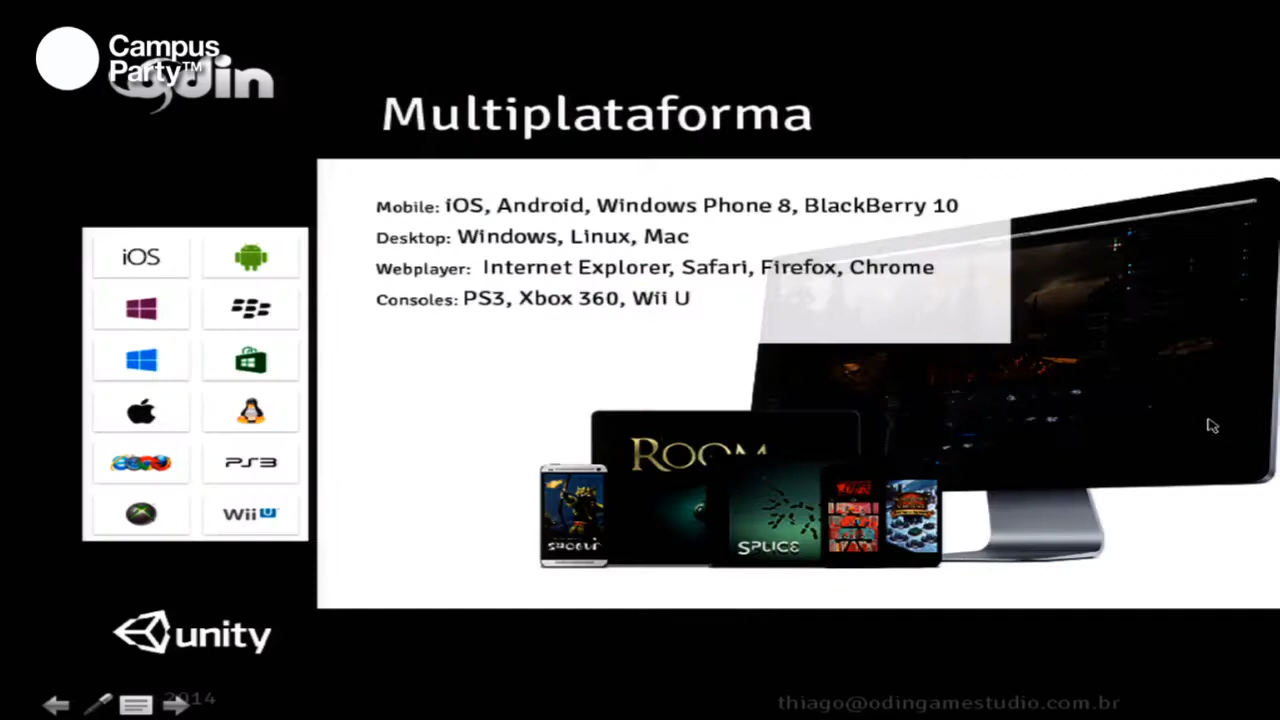 Campus
Party™
odin
Multiplataforma
Mobile: iOS, Android, Windows Phone 8, BlackBerry 10
Desktop: Windows, Linux, Mac
Webplayer: Internet Explorer, Safari, Firefox, Chrome
Consoles: PS3, Xbox 360, Wii U
iOS
PS3
Wii U
ROOM
SPLICE
unity
2014
thiago@odingamestudio.com.br